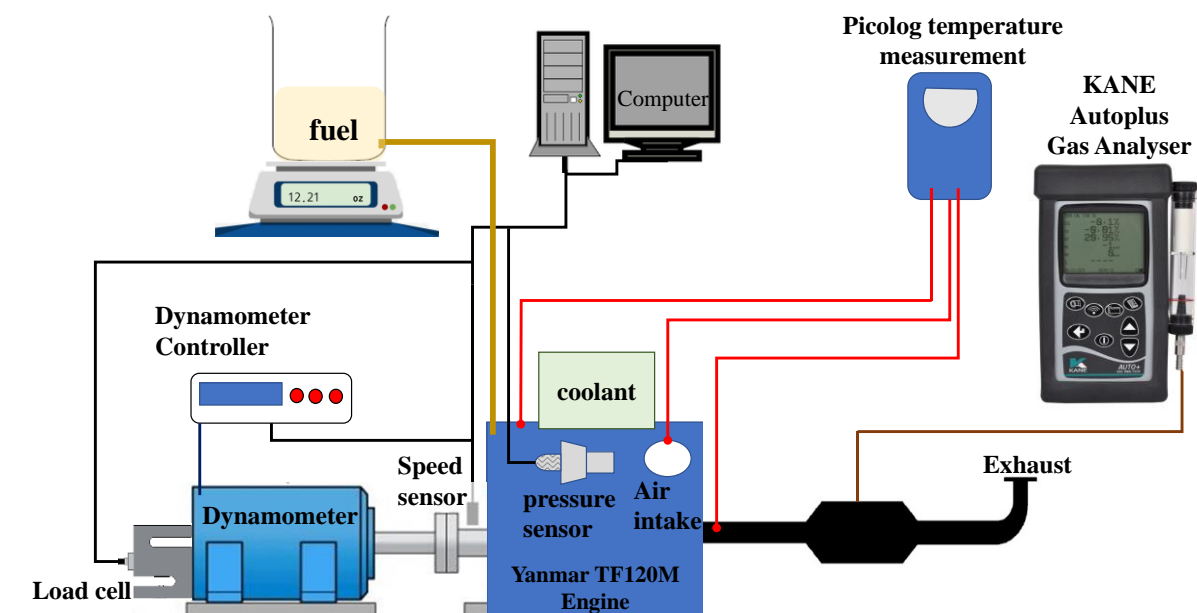 Picolog temperature
measurement
KANE
Autoplus
Gas Analyser
Computer
fuel
12.21 oz
Dynamometer
Controller
coolant
Speed
sensor
pressure
sensor
Air
intake
Exhaust
Dynamometer
Load cell
Yanmar TF120M
Engine
KANE
AUTO+